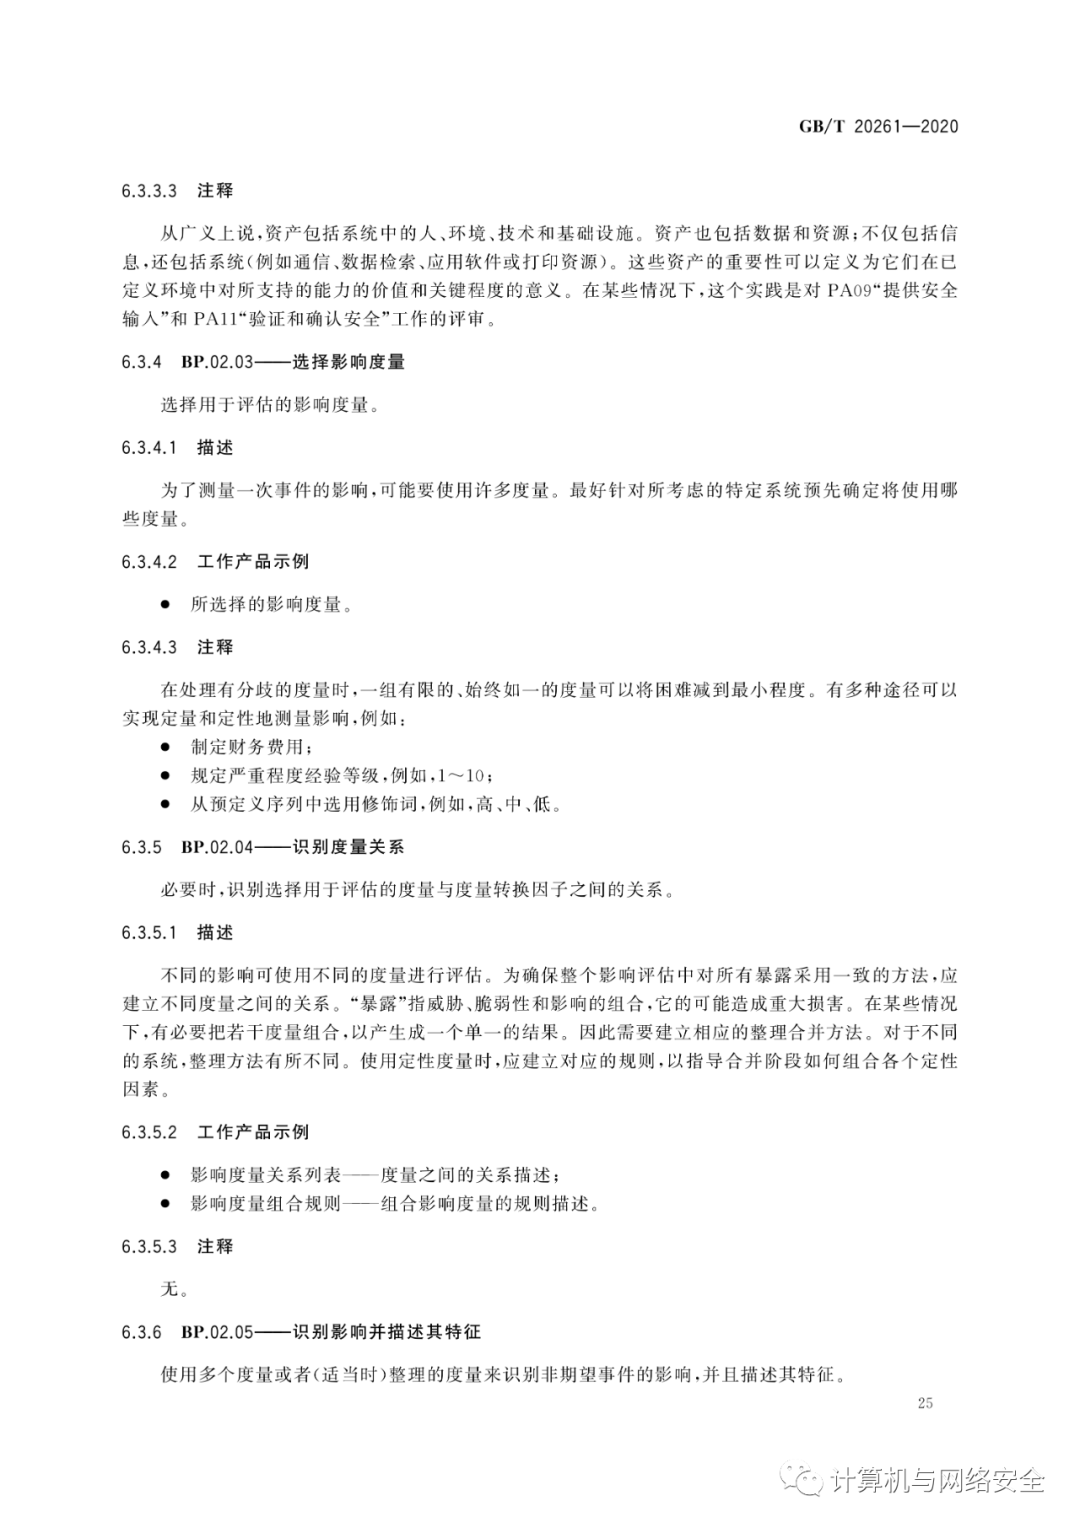 GB/T 20261—2020
6.3.3.3 注释
从广义上说,资产包括系统中的人、环境、技术和基础设施。资产也包括数据和资源;不仅包括信
息,还包括系统(例如通信、数据检索、应用软件或打印资源)。这些资产的重要性可以定义为它们在已
定义环境中对所支持的能力的价值和关键程度的意义。在某些情况下,这个实践是对 PA09“提供安全
输入”和 PA11“验证和确认安全”工作的评审。
6.3.4 BP.02.03——选择影响度量
选择用于评估的影响度量。
6.3.4.1 描述
为了测量一次事件的影响,可能要使用许多度量。最好针对所考虑的特定系统预先确定将使用哪
些度量。
6.3.4.2 工作产品示例
● 所选择的影响度量。
6.3.4.3 注释
在处理有分歧的度量时,一组有限的、始终如一的度量可以将困难减到最小程度。有多种途径可以
实现定量和定性地测量影响,例如:
● 制定财务费用;
● 规定严重程度经验等级,例如,1～10;
● 从预定义序列中选用修饰词,例如,高、中、低。
6.3.5 BP.02.04——识别度量关系
必要时,识别选择用于评估的度量与度量转换因子之间的关系。
6.3.5.1 描述
不同的影响可使用不同的度量进行评估。为确保整个影响评估中对所有暴露采用一致的方法,应
建立不同度量之间的关系。“暴露”指威胁、脆弱性和影响的组合,它的可能造成重大损害。在某些情况
下,有必要把若干度量组合,以产生成一个单一的结果。因此需要建立相应的整理合并方法。对于不同
的系统,整理方法有所不同。使用定性度量时,应建立对应的规则,以指导合并阶段如何组合各个定性
因素。
6.3.5.2 工作产品示例
● 影响度量关系列表——度量之间的关系描述;
● 影响度量组合规则——组合影响度量的规则描述。
6.3.5.3 注释
无。
6.3.6 BP.02.05——识别影响并描述其特征
使用多个度量或者(适当时)整理的度量来识别非期望事件的影响,并且描述其特征。
25
计算机与网络安全